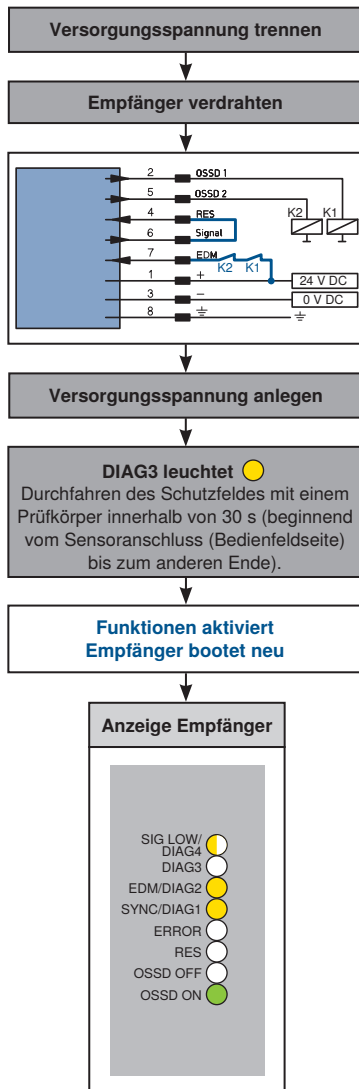 Versorgungsspannung trennen
Empfänger verdrahten
2 OSSD 1
5 OSSD 2
4 RES
K2 K1
6 Signal
7 EDM
K2 K1
1 + 24 V DC
3 – 0 V DC
8
Versorgungsspannung anlegen
DIAG3 leuchtet
Durchfahren des Schutzfeldes mit einem
Prüfkörper innerhalb von 30 s (beginnend
vom Sensoranschluss (Bedienfeldseite)
bis zum anderen Ende).
Funktionen aktiviert
Empfänger bootet neu
Anzeige Empfänger
SIG LOW/
DIAG4
DIAG3
EDM/DIAG2
SYNC/DIAG1
ERROR
RES
OSSD OFF
OSSD ON